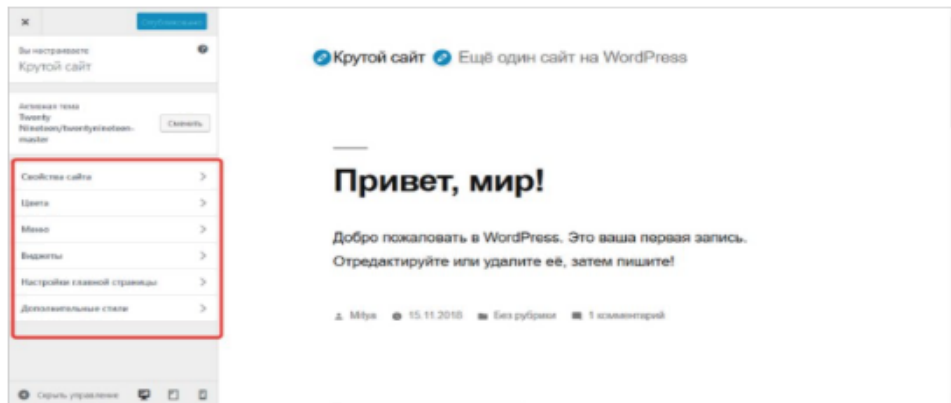 Опубликовано
Вы настраиваете
Крутой сайт
Активная тема
Twenty
Nineteen/twentynineteen-
master
Сменить
Свойства сайта
Цвета
Меню
Виджеты
Настройки главной страницы
Дополнительные стили
Скрыть управление
Крутой сайт Ещё один сайт на WordPress
Привет, мир!
Добро пожаловать в WordPress. Это ваша первая запись.
Отредактируйте или удалите её, затем пишите!
Mitya 15.11.2018 Без рубрики 1 комментарий